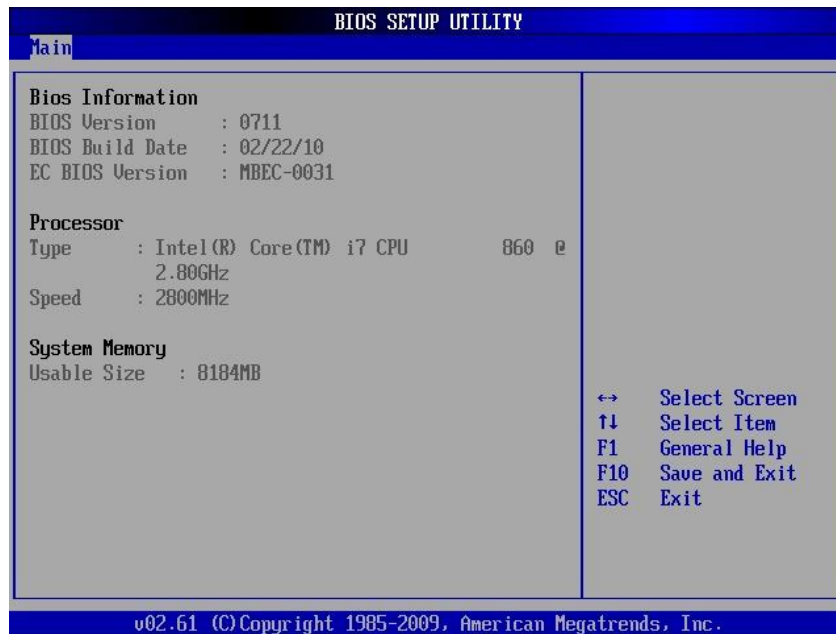 BIOS SETUP UTILITY
Main
Bios Information
BIOS Version : 0711
BIOS Build Date : 02/22/10
EC BIOS Version : MBEC-0031
Processor
Type : Intel(R) Core(TM) i7 CPU 860 @
2.80GHz
Speed : 2800MHz
System Memory
Usable Size : 8184MB
↔ Select Screen
↑↓ Select Item
F1 General Help
F10 Save and Exit
ESC Exit
v02.61 (C)Copyright 1985-2009, American Megatrends, Inc.